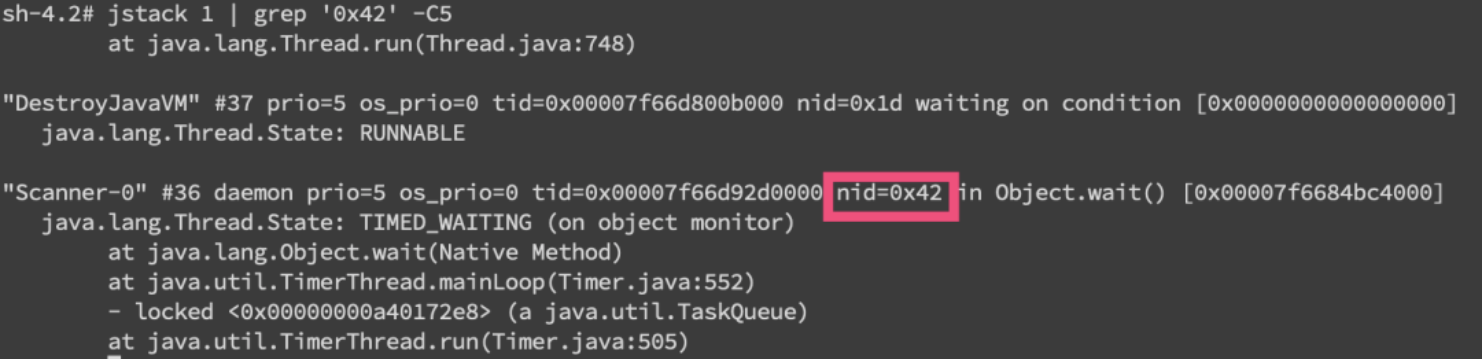 sh-4.2# jstack 1 | grep '0x42' -C5
        at java.lang.Thread.run(Thread.java:748)

"DestroyJavaVM" #37 prio=5 os_prio=0 tid=0x00007f66d800b000 nid=0x1d waiting on condition [0x0000000000000000]
   java.lang.Thread.State: RUNNABLE

"Scanner-0" #36 daemon prio=5 os_prio=0 tid=0x00007f66d92d0000 nid=0x42 in Object.wait() [0x00007f6684bc4000]
   java.lang.Thread.State: TIMED_WAITING (on object monitor)
        at java.lang.Object.wait(Native Method)
        at java.util.TimerThread.mainLoop(Timer.java:552)
        - locked <0x00000000a40172e8> (a java.util.TaskQueue)
        at java.util.TimerThread.run(Timer.java:505)